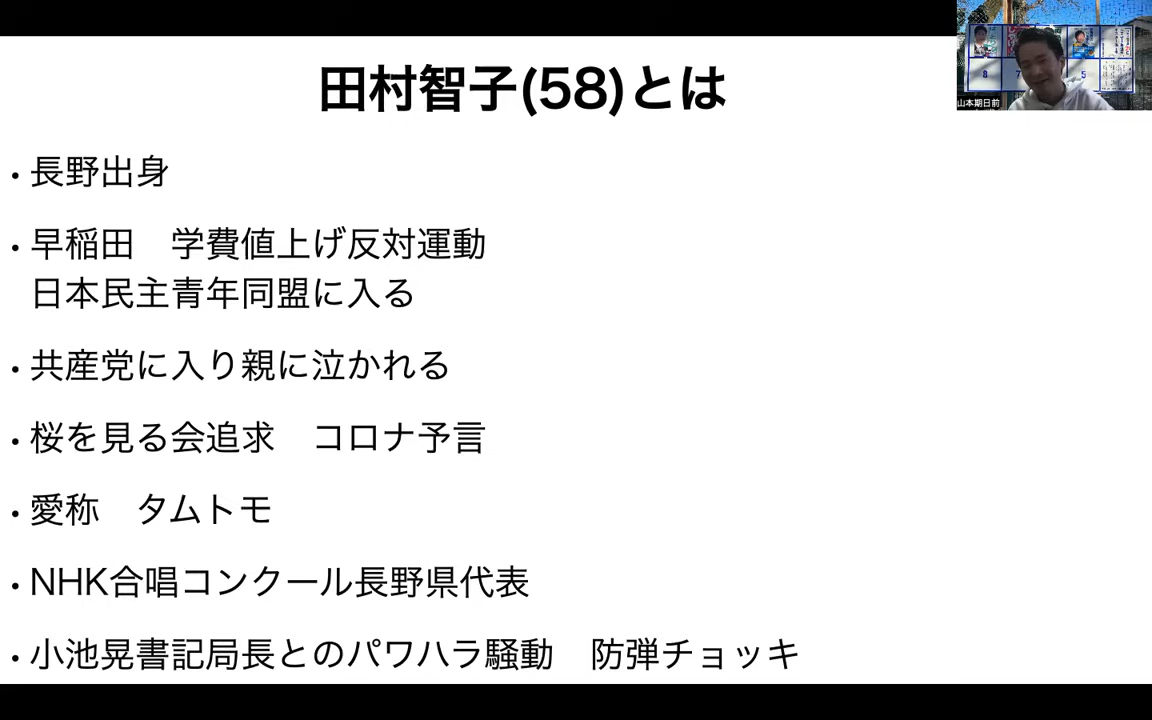 田村智子(58)とは
山本期日前
8
7
5
・長野出身
・早稲田　学費値上げ反対運動
日本民主青年同盟に入る
・共産党に入り親に泣かれる
・桜を見る会追求　コロナ予言
・愛称　タムトモ
・NHK合唱コンクール長野県代表
・小池晃書記局長とのパワハラ騒動　防弾チョッキ